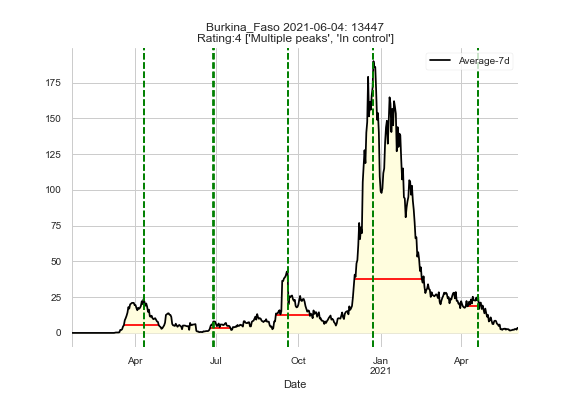 Burkina_Faso 2021-06-04: 13447
Rating:4 ['Multiple peaks', 'In control']
Average-7d
175
150
125
100
75
50
25
0
Apr
Jul
Oct
Jan
2021
Apr
Date